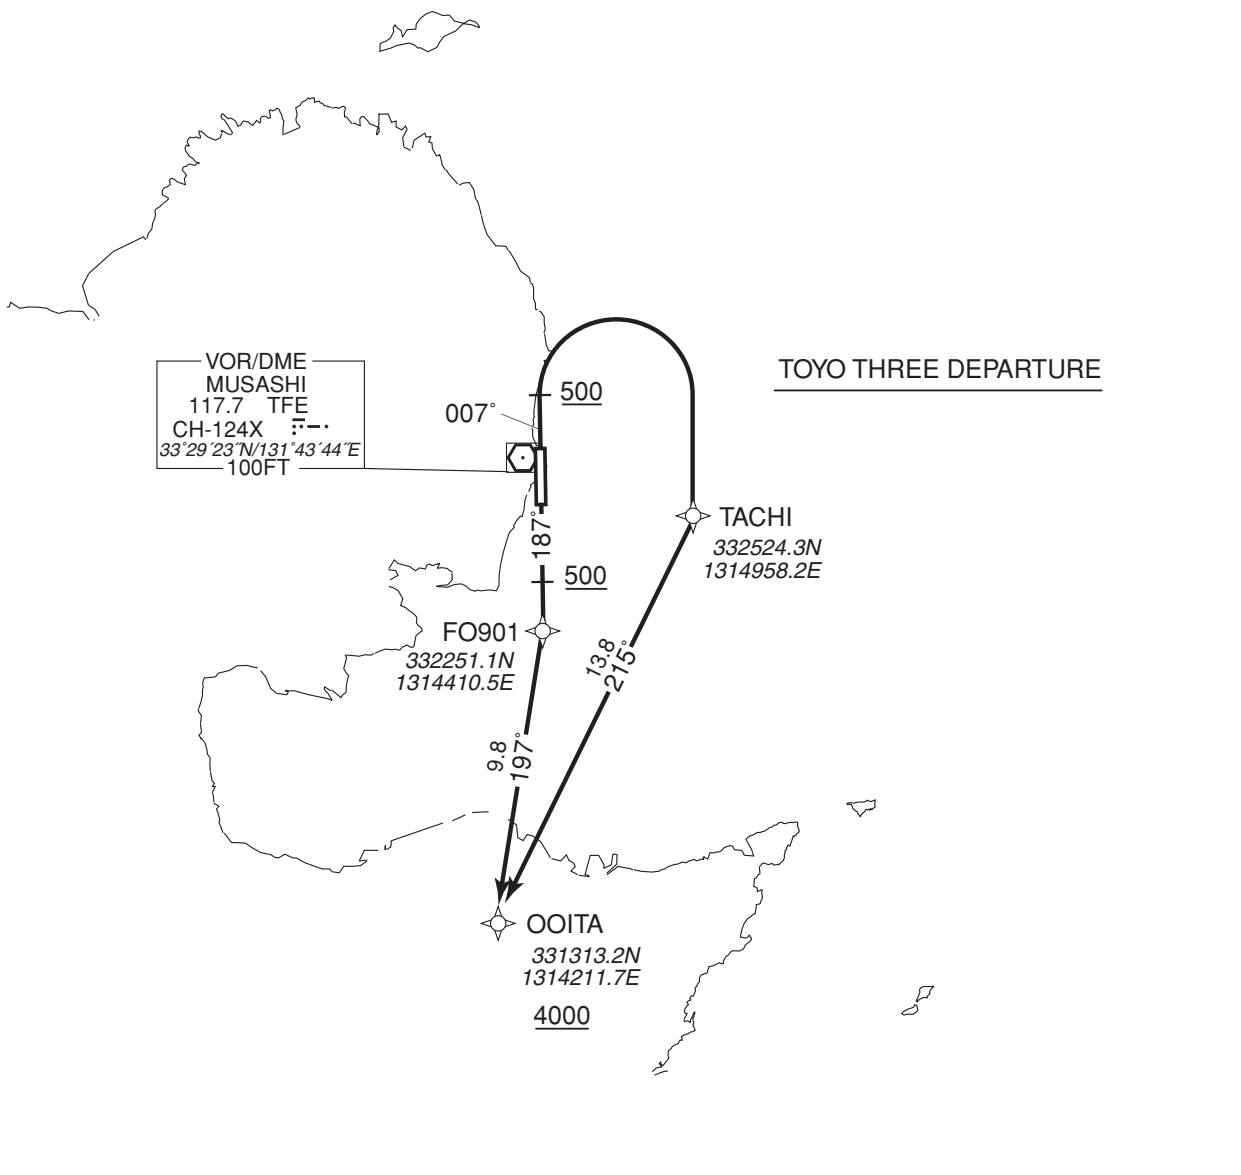 VOR/DME
MUSASHI
117.7 TFE
CH-124X
33°29′23″N/131°43′44″E
100FT
TOYO THREE DEPARTURE
500
007°
187°
TACHI
332524.3N
1314958.2E
500
FO901
332251.1N
1314410.5E
13.8
215°
9.8
197°
OOITA
331313.2N
1314211.7E
4000